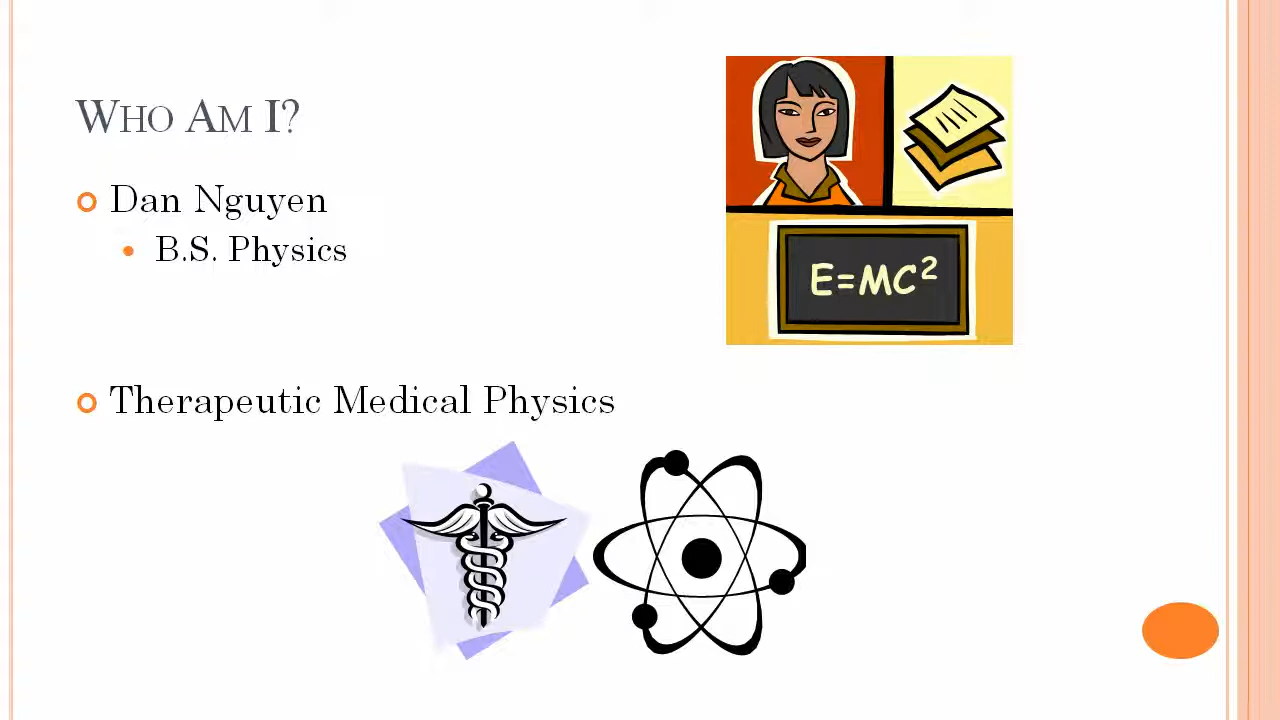 WHO AM I?
Dan Nguyen
B.S. Physics
E=MC²
Therapeutic Medical Physics